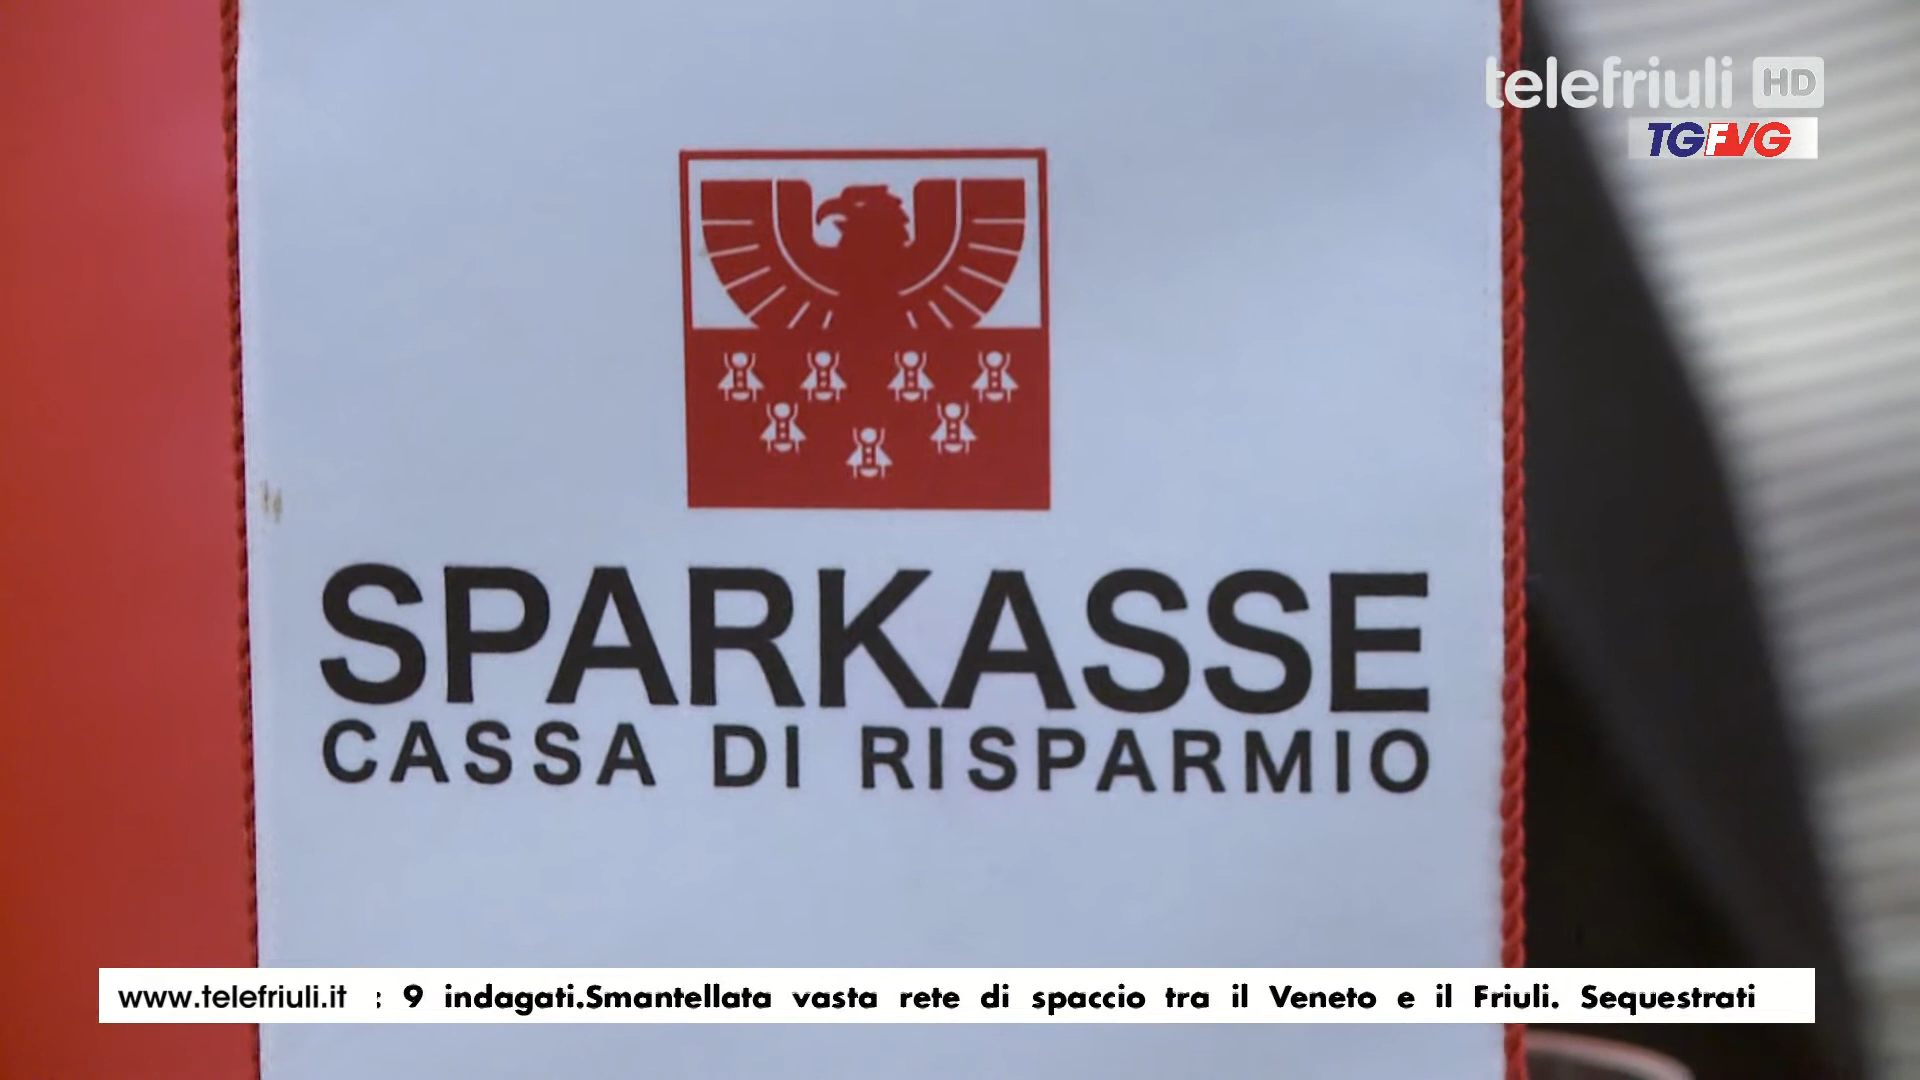 telefriuli HD
TGFVG
SPARKASSE
CASSA DI RISPARMIO
www.telefriuli.it : 9 indagati.Smantellata vasta rete di spaccio tra il Veneto e il Friuli. Sequestrati